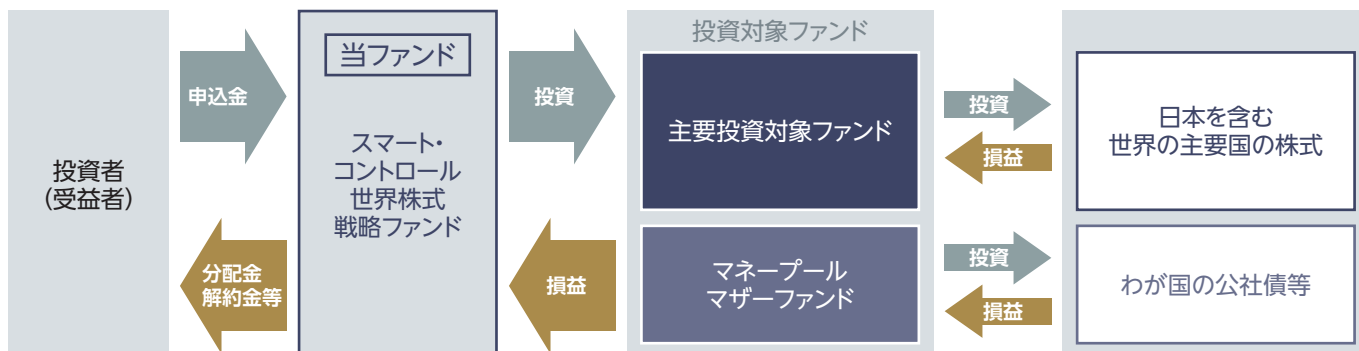 投資者
(受益者)
申込金
分配金
解約金等
当ファンド
スマート・
コントロール
世界株式
戦略ファンド
投資
損益
投資対象ファンド
主要投資対象ファンド
マネープール
マザーファンド
投資
損益
投資
損益
日本を含む
世界の主要国の株式
わが国の公社債等